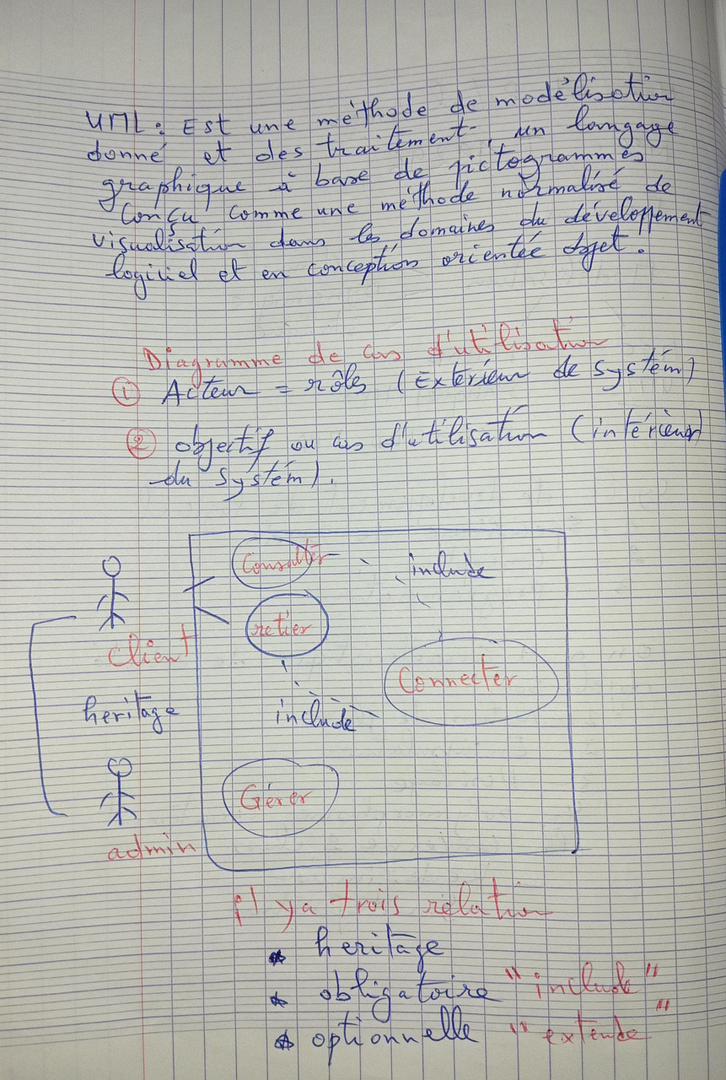 UML : Est une méthode de modélisation
donné et des traitement un langage
graphique à base de pictogrammes
Conçu comme une méthode normalisé de
visualisation dans les domaines du développement
logiciel et en conception orientée objet.
Diagramme de cas d'utilisation
① Acteur = rôles (Extérieur de systém)
② objectif ou cas d'utilisation (intérieur
du systém).
Consulter
include
retier
client
Connecter
heritage
include
Gérer
admin
il ya trois relation
* heritage
* obligatoire "include"
* optionnelle "extende"